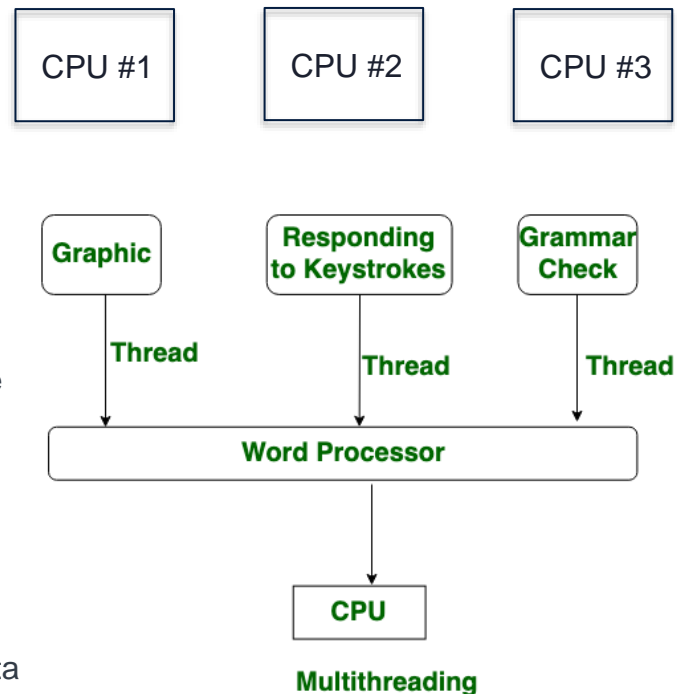 CPU #1
CPU #2
CPU #3
Graphic
Responding
to Keystrokes
Grammar
Check
Thread
Thread
Thread
Word Processor
CPU
Multithreading